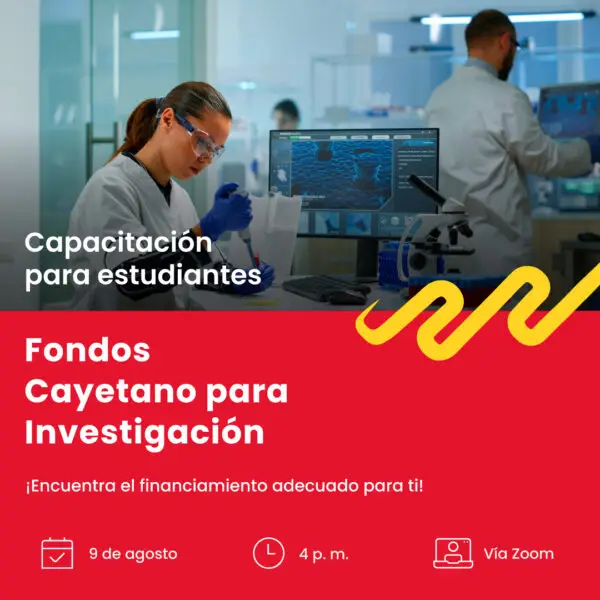 Capacitación
para estudiantes
Fondos
Cayetano para
Investigación
¡Encuentra el financiamiento adecuado para ti!
9 de agosto
4 p. m.
Vía Zoom